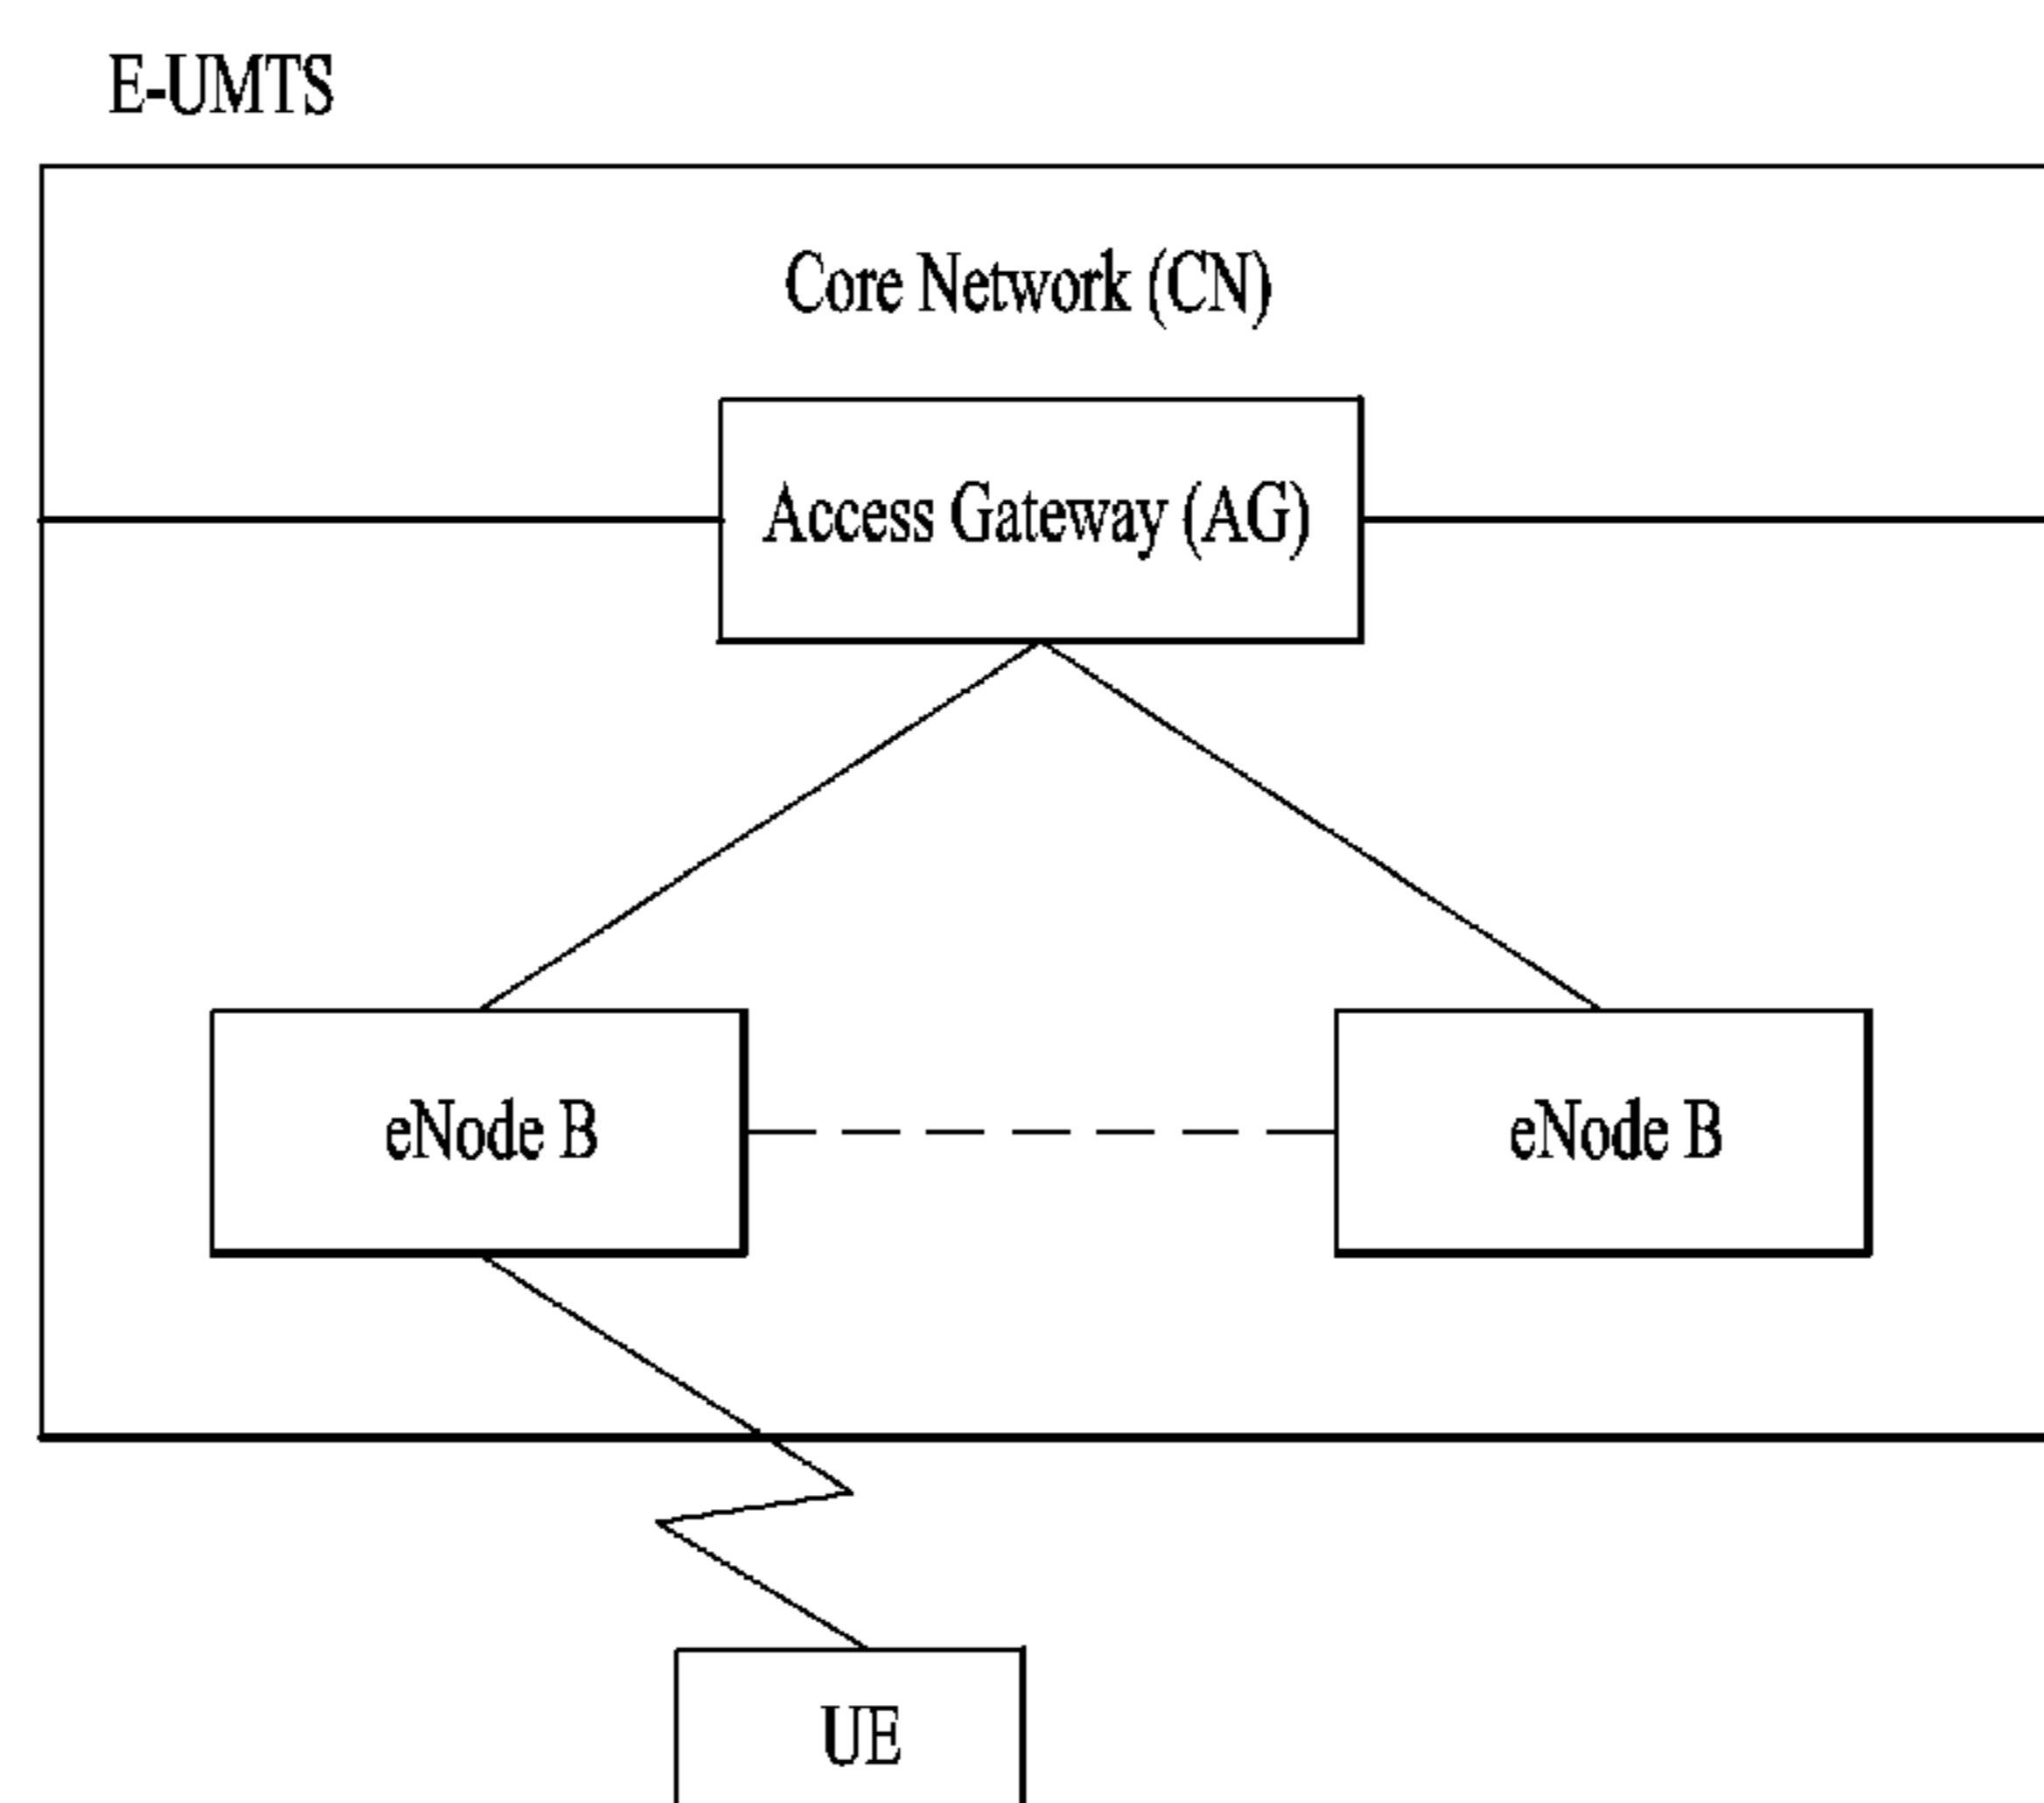 E-UMTS
Core Network (CN)
Access Gateway (AG)
eNode B
eNode B
UE